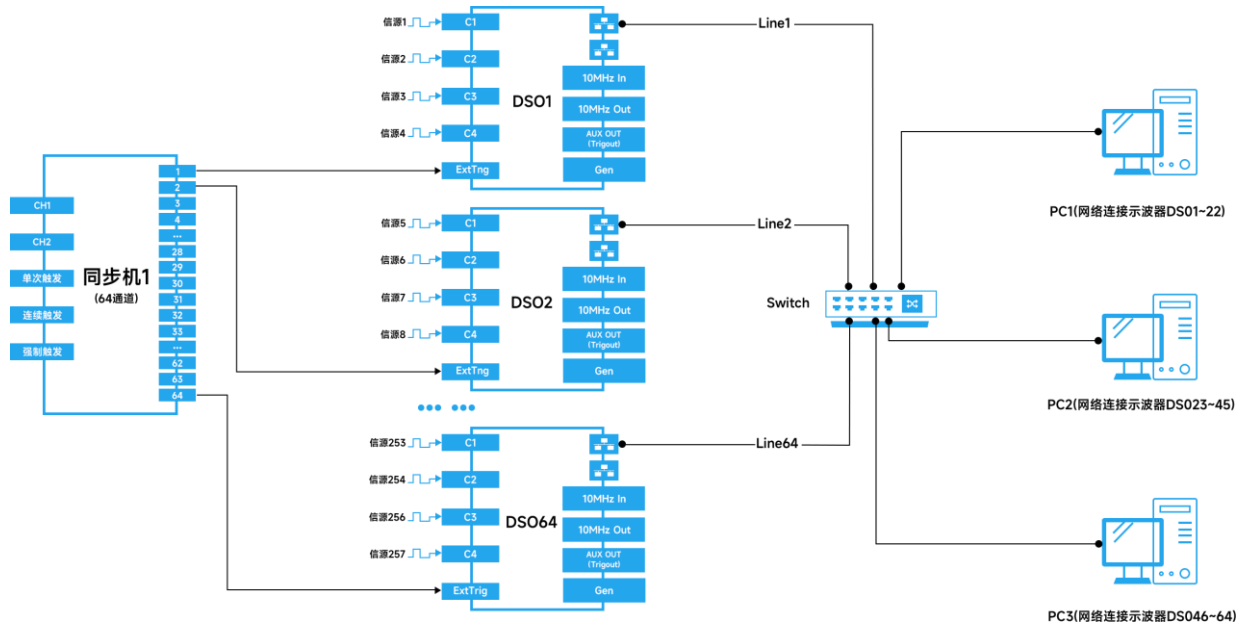 CH1
CH2
单次触发
连续触发
强制触发
同步机1
(64通道)
1
2
3
4
...
28
29
30
31
32
33
...
62
63
64
信源1
信源2
信源3
信源4
C1
C2
C3
C4
ExtTng
DSO1
10MHz In
10MHz Out
AUX OUT
(Trigout)
Gen
Line1
信源5
信源6
信源7
信源8
C1
C2
C3
C4
ExtTng
DSO2
10MHz In
10MHz Out
AUX OUT
(Trigout)
Gen
Line2
信源253
信源254
信源256
信源257
C1
C2
C3
C4
ExtTrig
DSO64
10MHz In
10MHz Out
AUX OUT
(Trigout)
Gen
Line64
Switch
PC1(网络连接示波器DS01~22)
PC2(网络连接示波器DS023~45)
PC3(网络连接示波器DS046~64)